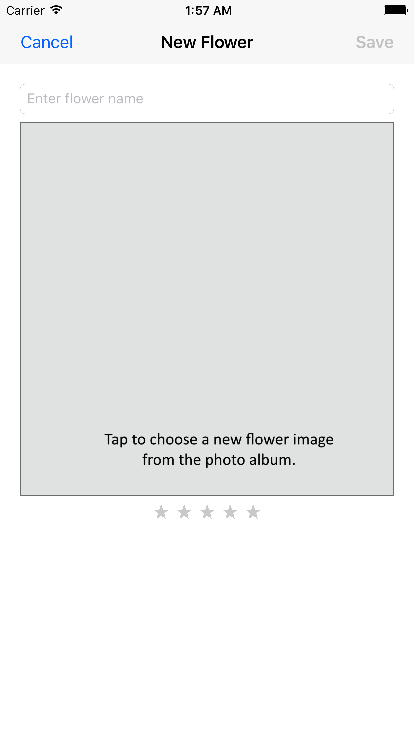 Carrier 1:57 AM
Cancel New Flower Save
Enter flower name
Tap to choose a new flower image
from the photo album.